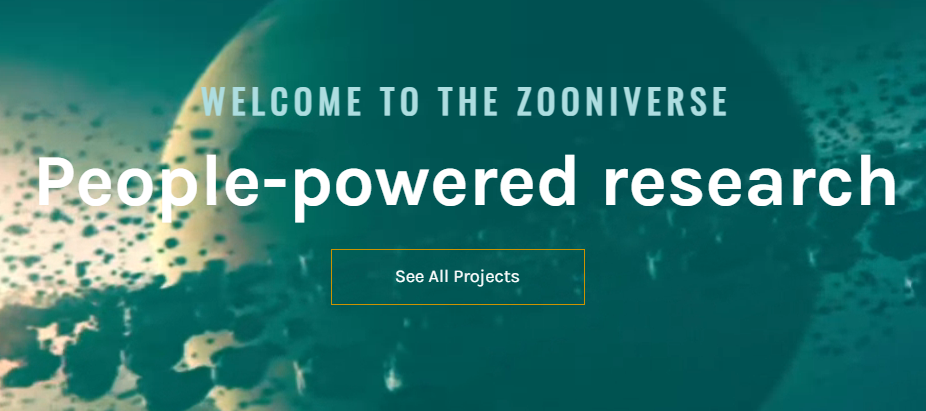 WELCOME TO THE ZOONIVERSE
People-powered research
See All Projects